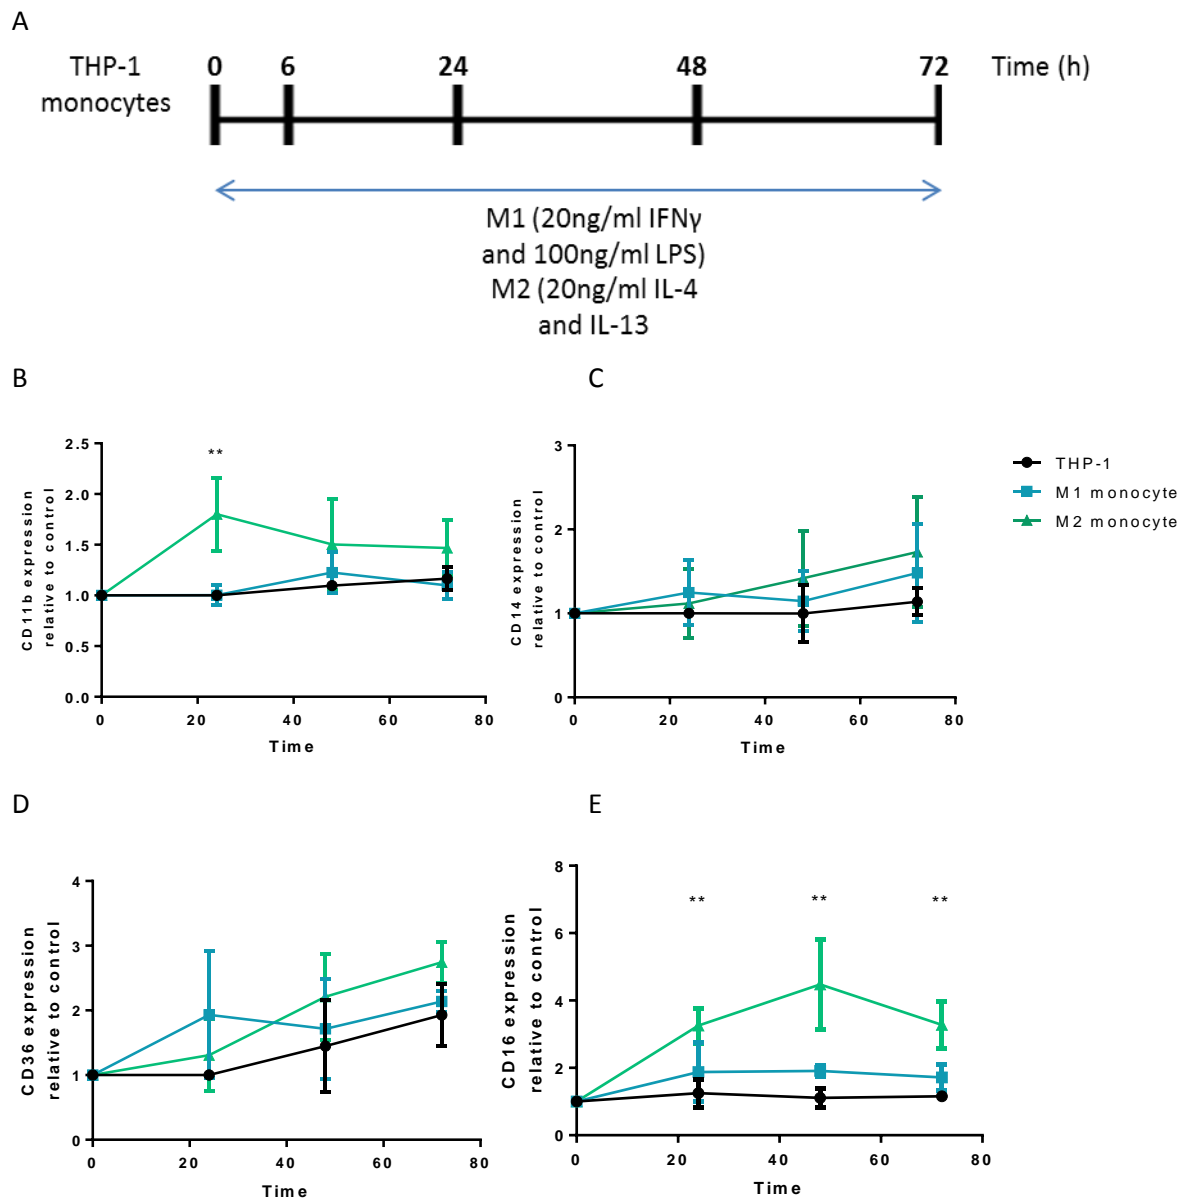 A
THP-1
monocytes
0 6 24 48 72 Time (h)
M1 (20ng/ml IFNγ
and 100ng/ml LPS)
M2 (20ng/ml IL-4
and IL-13
B
CD11b expression
relative to control
2.5
2.0
1.5
1.0
0.5
0.0
**
0 20 40 60 80
Time
C
CD14 expression
relative to control
3
2
1
0
0 20 40 60 80
Time
THP-1
M1 monocyte
M2 monocyte
D
CD36 expression
relative to control
4
3
2
1
0
0 20 40 60 80
Time
E
CD16 expression
relative to control
8
6
4
2
0
** ** **
0 20 40 60 80
Time